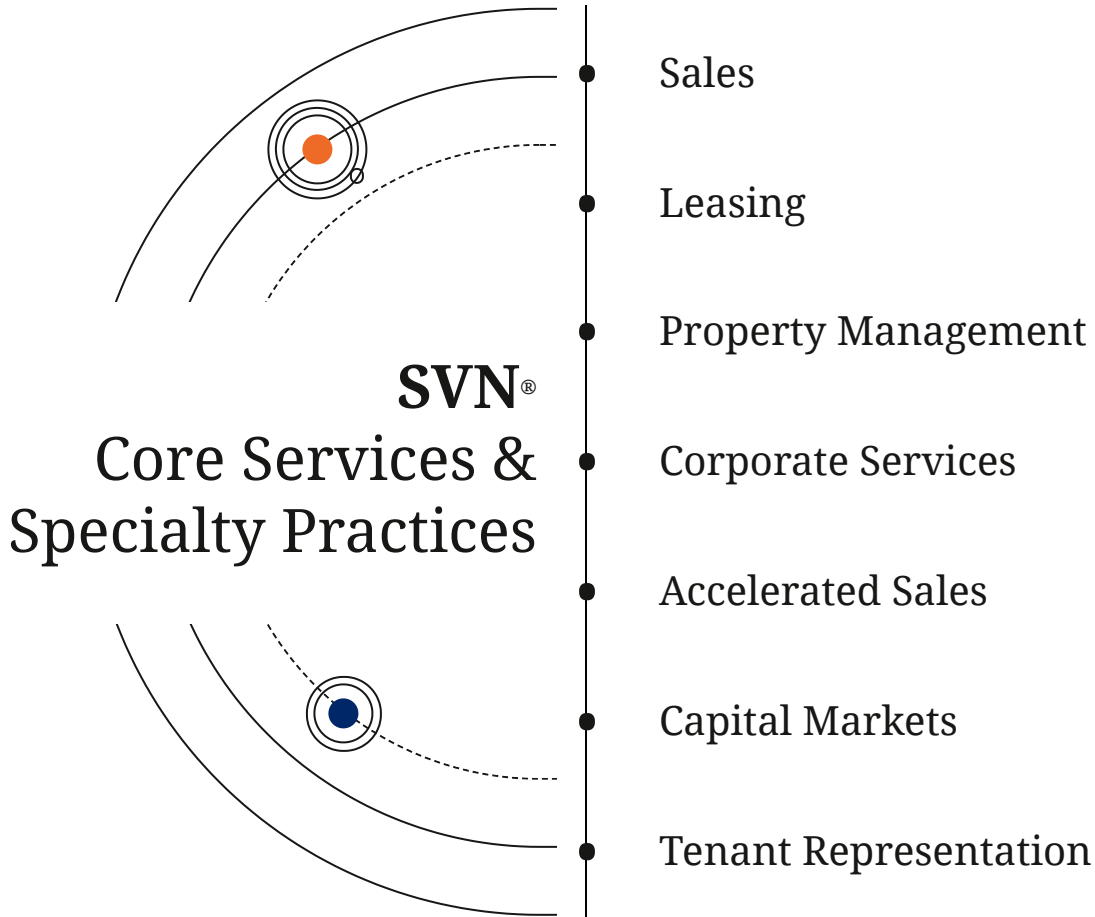 SVN®
Core Services &
Specialty Practices
Sales
Leasing
Property Management
Corporate Services
Accelerated Sales
Capital Markets
Tenant Representation